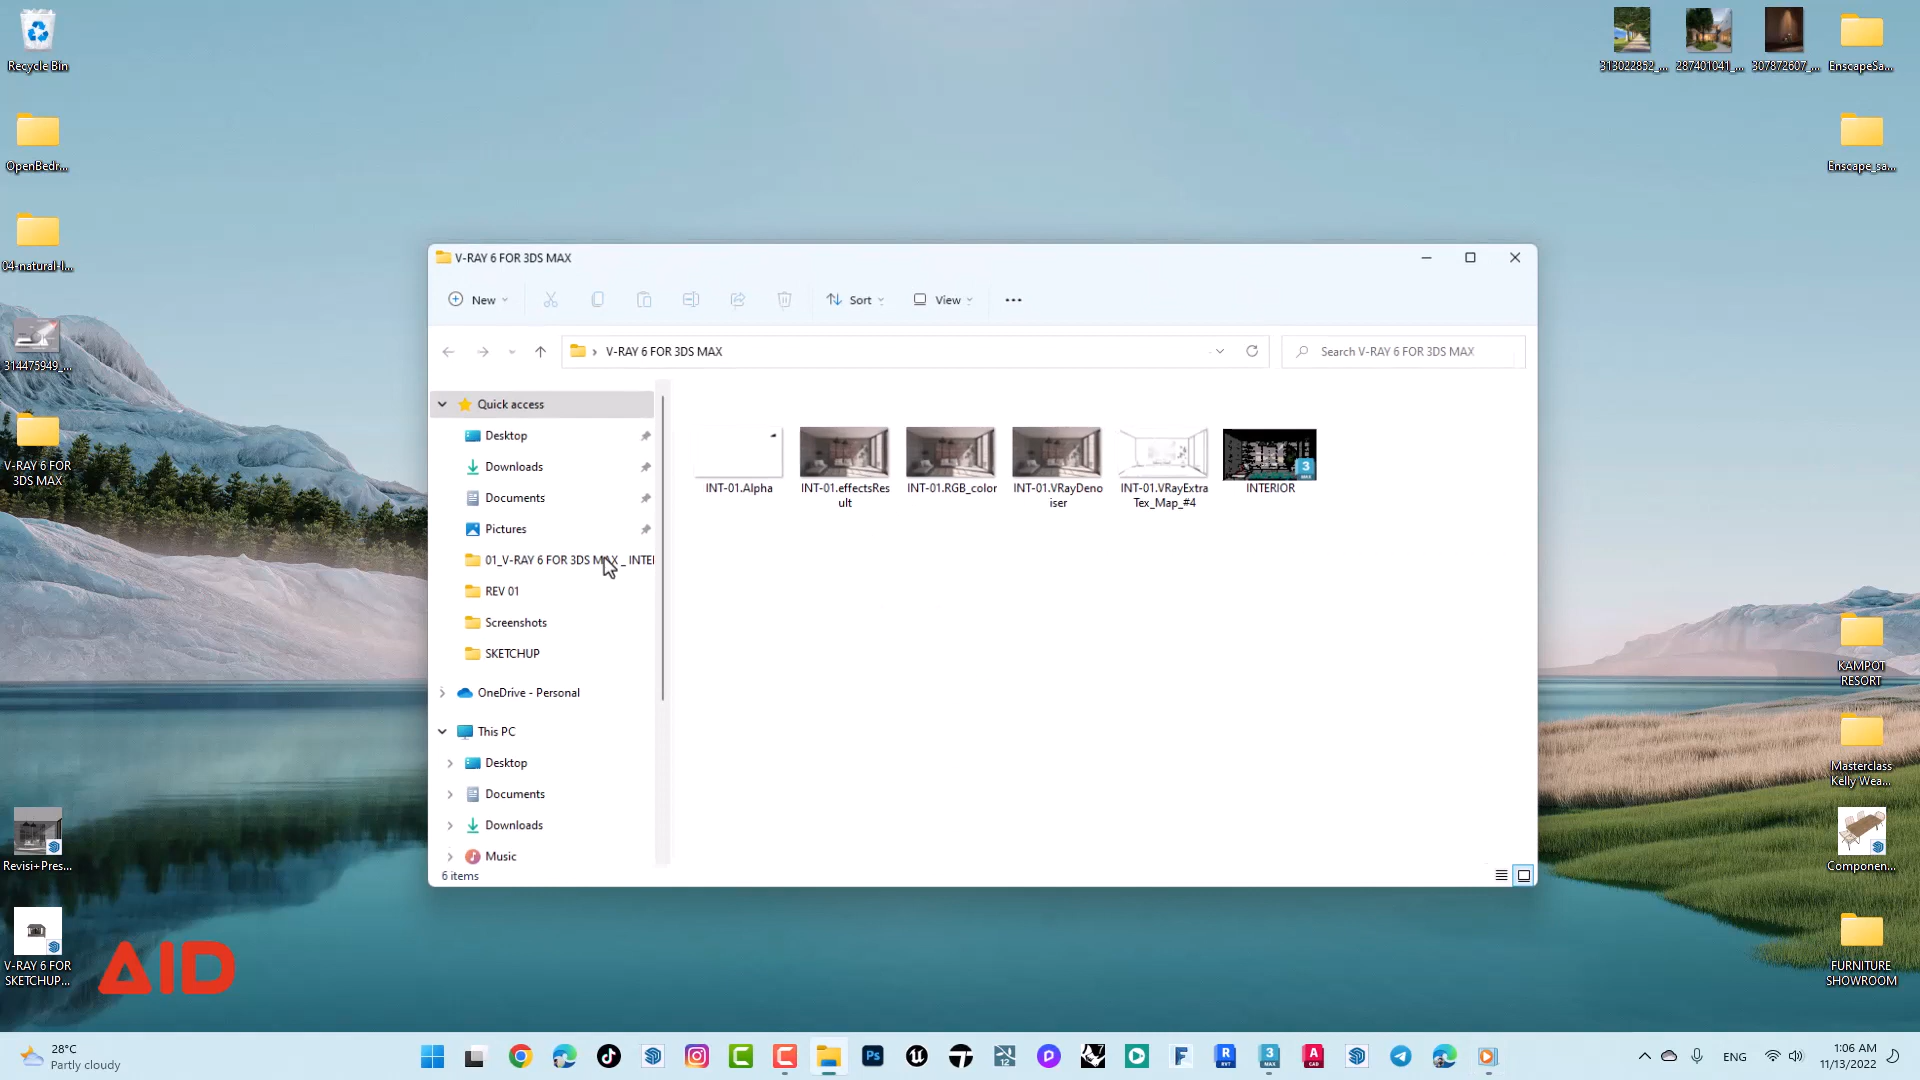 Recycle Bin
OpenBedr...
04-natural-l...
314475949_...
V-RAY 6 FOR
3DS MAX
Revisi+Pres...
V-RAY 6 FOR
SKETCHUP...
AID
313022852_...
287401041_...
307872607_...
EnscapeSa...
Enscape_sa...
KAMPOT
RESORT
Masterclass
Kelly Wea...
Componen...
FURNITURE
SHOWROOM
V-RAY 6 FOR 3DS MAX
New
Sort
View
V-RAY 6 FOR 3DS MAX
Search V-RAY 6 FOR 3DS MAX
Quick access
Desktop
Downloads
Documents
Pictures
01_V-RAY 6 FOR 3DS MAX _ INTE
REV 01
Screenshots
SKETCHUP
OneDrive - Personal
This PC
Desktop
Documents
Downloads
Music
6 items
INT-01.Alpha
INT-01.effectsRes
ult
INT-01.RGB_color
INT-01.VRayDeno
iser
INT-01.VRayExtra
Tex_Map_#4
INTERIOR
28°C
Partly cloudy
ENG
1:06 AM
11/13/2022